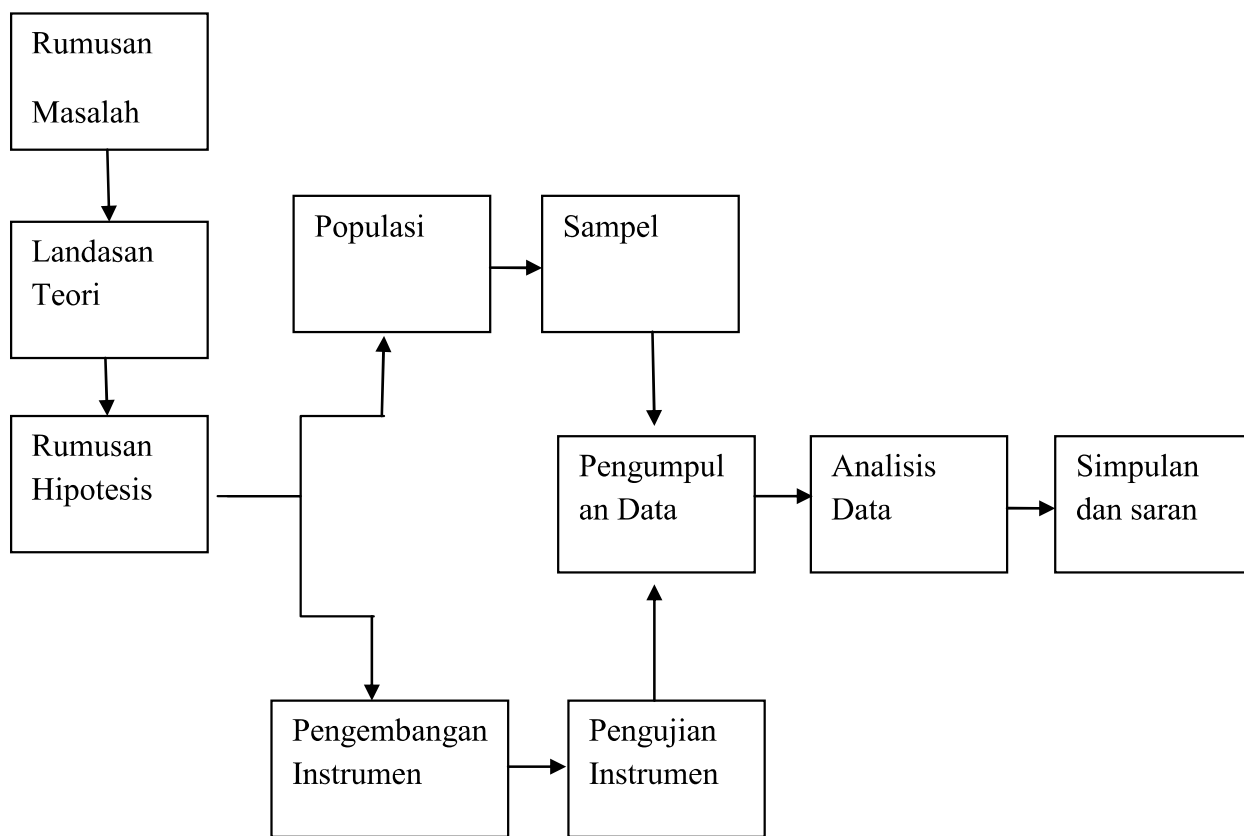 Rumusan
Masalah
Landasan
Teori
Rumusan
Hipotesis
Populasi
Sampel
Pengembangan
Instrumen
Pengujian
Instrumen
Pengumpul
an Data
Analisis
Data
Simpulan
dan saran